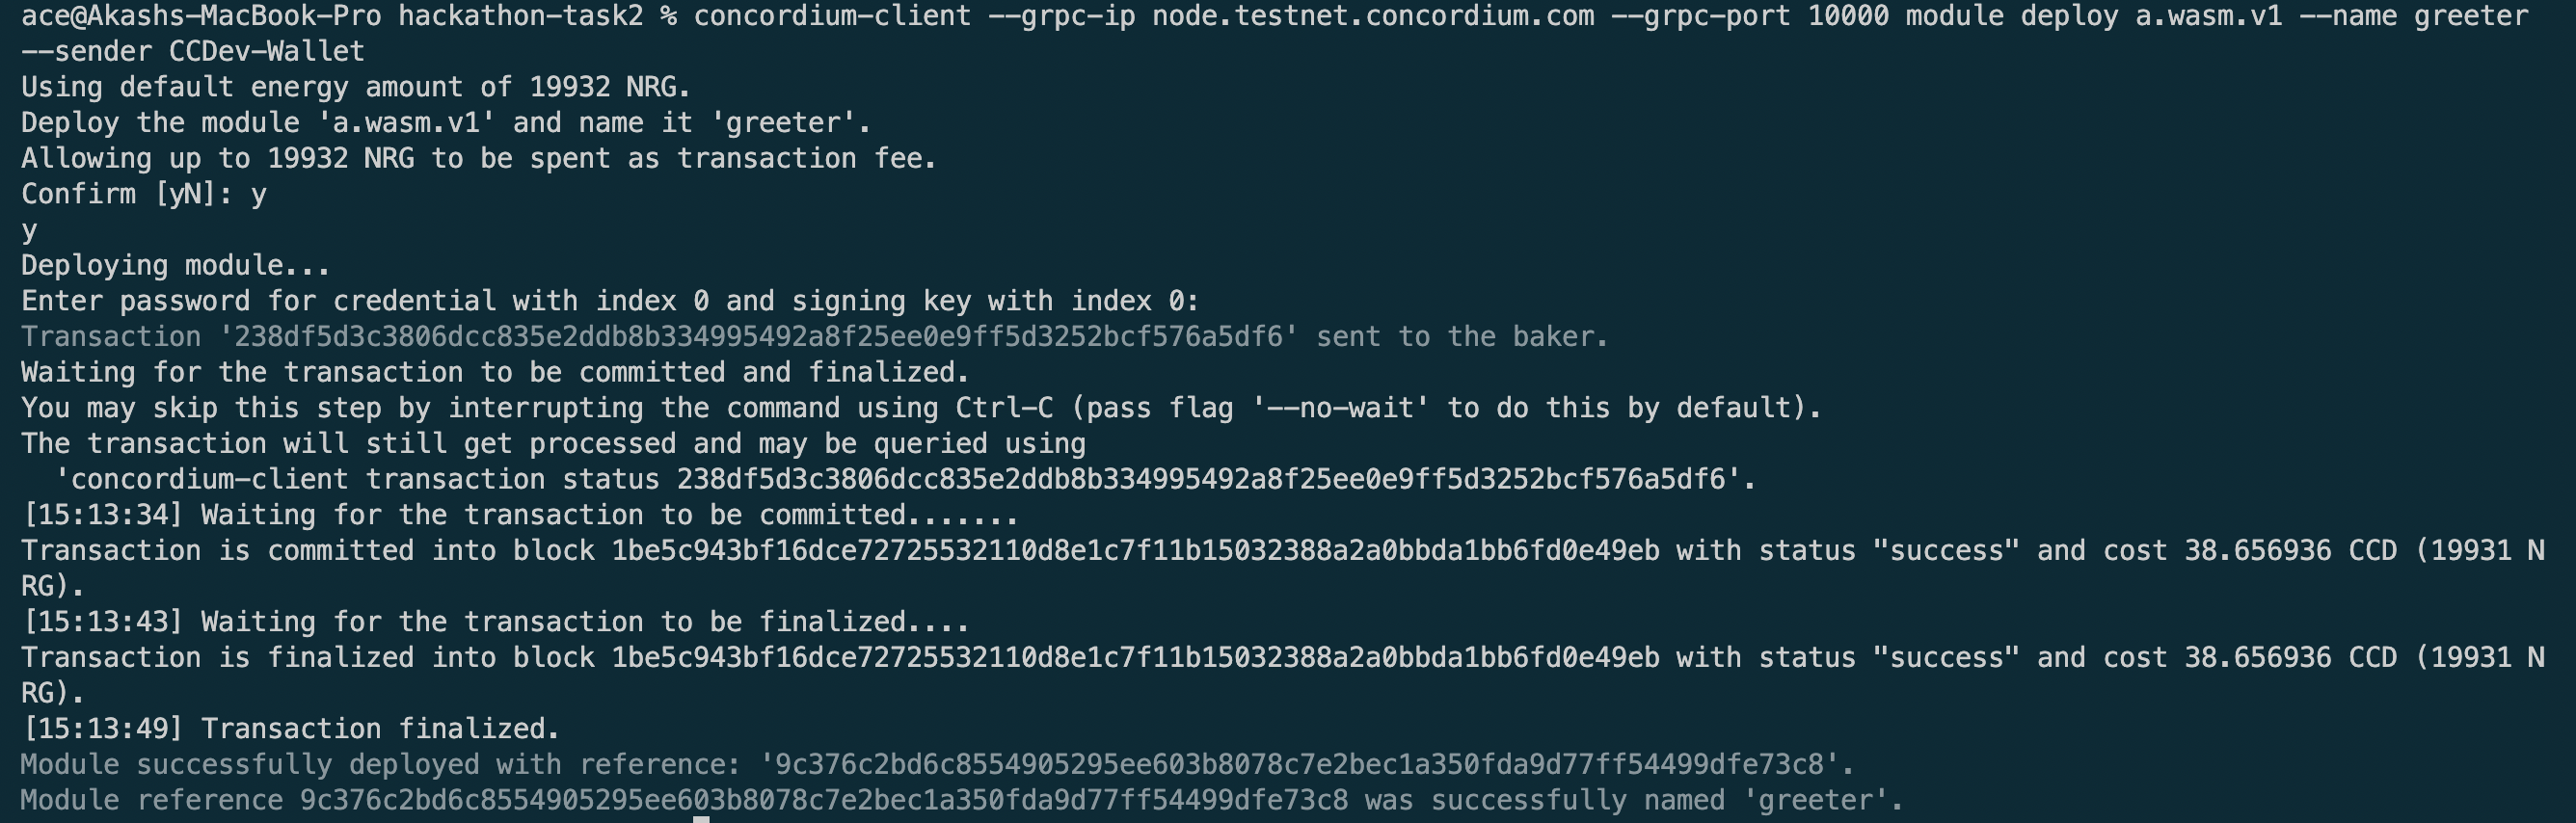 ace@Akashs-MacBook-Pro hackathon-task2 % concordium-client --grpc-ip node.testnet.concordium.com --grpc-port 10000 module deploy a.wasm.v1 --name greeter
--sender CCDev-Wallet
Using default energy amount of 19932 NRG.
Deploy the module 'a.wasm.v1' and name it 'greeter'.
Allowing up to 19932 NRG to be spent as transaction fee.
Confirm [yN]: y
y
Deploying module...
Enter password for credential with index 0 and signing key with index 0:
Transaction '238df5d3c3806dcc835e2ddb8b334995492a8f25ee0e9ff5d3252bcf576a5df6' sent to the baker.
Waiting for the transaction to be committed and finalized.
You may skip this step by interrupting the command using Ctrl-C (pass flag '--no-wait' to do this by default).
The transaction will still get processed and may be queried using
  'concordium-client transaction status 238df5d3c3806dcc835e2ddb8b334995492a8f25ee0e9ff5d3252bcf576a5df6'.
[15:13:34] Waiting for the transaction to be committed.......
Transaction is committed into block 1be5c943bf16dce72725532110d8e1c7f11b15032388a2a0bbda1bb6fd0e49eb with status "success" and cost 38.656936 CCD (19931 N
RG).
[15:13:43] Waiting for the transaction to be finalized....
Transaction is finalized into block 1be5c943bf16dce72725532110d8e1c7f11b15032388a2a0bbda1bb6fd0e49eb with status "success" and cost 38.656936 CCD (19931 N
RG).
[15:13:49] Transaction finalized.
Module successfully deployed with reference: '9c376c2bd6c8554905295ee603b8078c7e2bec1a350fda9d77ff54499dfe73c8'.
Module reference 9c376c2bd6c8554905295ee603b8078c7e2bec1a350fda9d77ff54499dfe73c8 was successfully named 'greeter'.